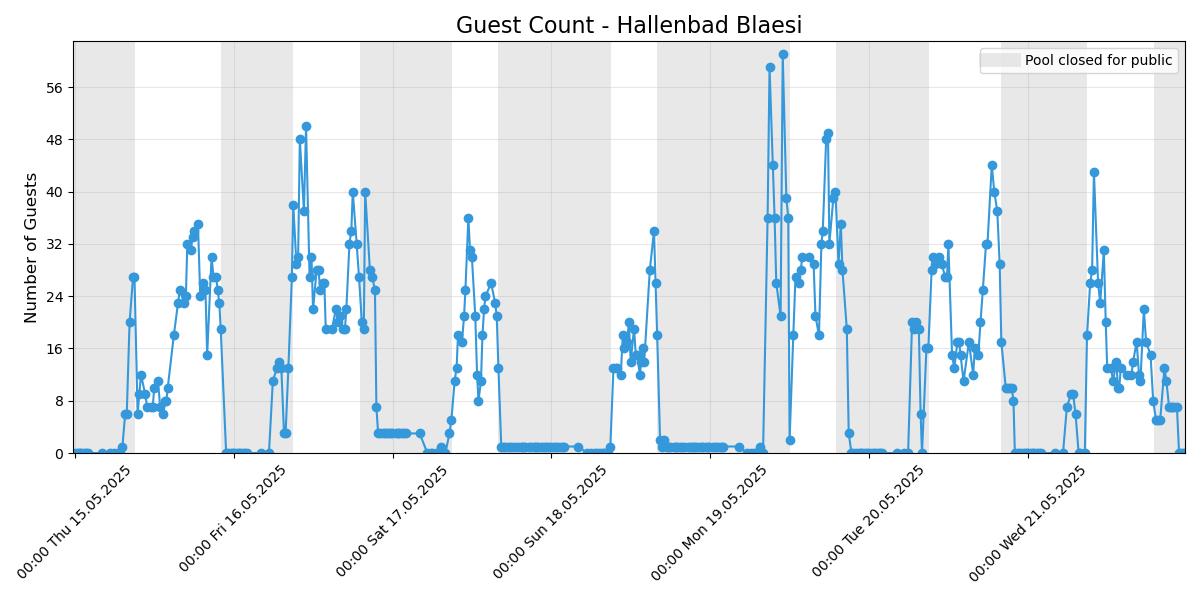 Guest Count - Hallenbad Blaesi
Pool closed for public
Number of Guests
56
48
40
32
24
16
8
0
00:00 Thu 15.05.2025
00:00 Fri 16.05.2025
00:00 Sat 17.05.2025
00:00 Sun 18.05.2025
00:00 Mon 19.05.2025
00:00 Tue 20.05.2025
00:00 Wed 21.05.2025